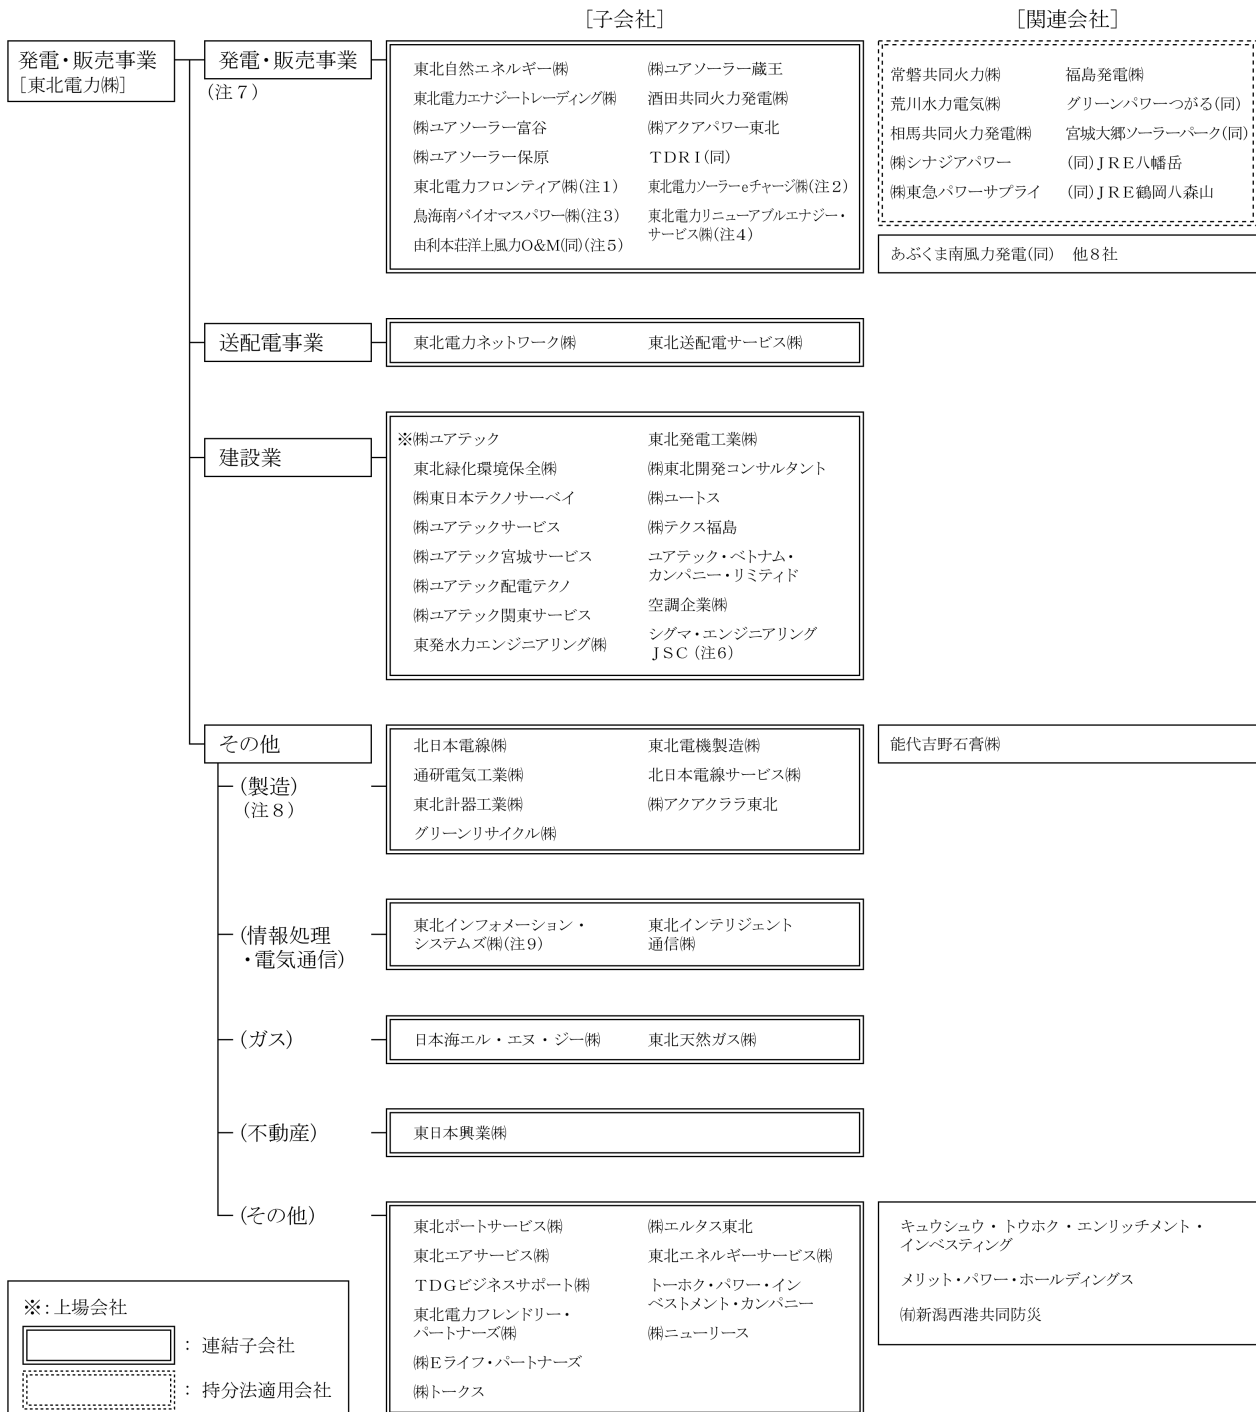 [子会社]
[関連会社]
発電・販売事業
[東北電力㈱]
発電・販売事業
(注７)
東北自然エネルギー㈱
東北電力エナジートレーディング㈱
㈱ユアソーラー富谷
㈱ユアソーラー保原
東北電力フロンティア㈱(注１)
鳥海南バイオマスパワー㈱(注３)
由利本荘洋上風力O&M(同)(注５)
㈱ユアソーラー蔵王
酒田共同火力発電㈱
㈱アクアパワー東北
ＴＤＲＩ(同)
東北電力ソーラーeチャージ㈱(注２)
東北電力リニューアブルエナジー・
サービス㈱(注４)
常磐共同火力㈱
荒川水力電気㈱
相馬共同火力発電㈱
㈱シナジアパワー
㈱東急パワーサプライ
福島発電㈱
グリーンパワーつがる(同)
宮城大郷ソーラーパーク(同)
(同)ＪＲＥ八幡岳
(同)ＪＲＥ鶴岡八森山
あぶくま南風力発電(同)　他８社
送配電事業
東北電力ネットワーク㈱
東北送配電サービス㈱
建設業
※㈱ユアテック
東北緑化環境保全㈱
㈱東日本テクノサーベイ
㈱ユアテックサービス
㈱ユアテック宮城サービス
㈱ユアテック配電テクノ
㈱ユアテック関東サービス
東発水力エンジニアリング㈱
東北発電工業㈱
㈱東北開発コンサルタント
㈱ユートス
㈱テクス福島
ユアテック・ベトナム・
カンパニー・リミティド
空調企業㈱
シグマ・エンジニアリング
ＪＳＣ (注6)
その他
(製造)
(注８)
北日本電線㈱
通研電気工業㈱
東北計器工業㈱
グリーンリサイクル㈱
東北電機製造㈱
北日本電線サービス㈱
㈱アクアクララ東北
能代吉野石膏㈱
(情報処理
・電気通信)
東北インフォメーション・
システムズ㈱(注９)
東北インテリジェント
通信㈱
(ガス)
日本海エル・エヌ・ジー㈱
東北天然ガス㈱
(不動産)
東日本興業㈱
(その他)
東北ポートサービス㈱
東北エアサービス㈱
ＴＤＧビジネスサポート㈱
東北電力フレンドリー・
パートナーズ㈱
㈱Ｅライフ・パートナーズ
㈱トークス
㈱エルタス東北
東北エネルギーサービス㈱
トーホク・パワー・イン
ベストメント・カンパニー
㈱ニューリース
キュウシュウ・トウホク・エンリッチメント・
インベスティング
メリット・パワー・ホールディングス
㈲新潟西港共同防災
※：上場会社
： 連結子会社
： 持分法適用会社